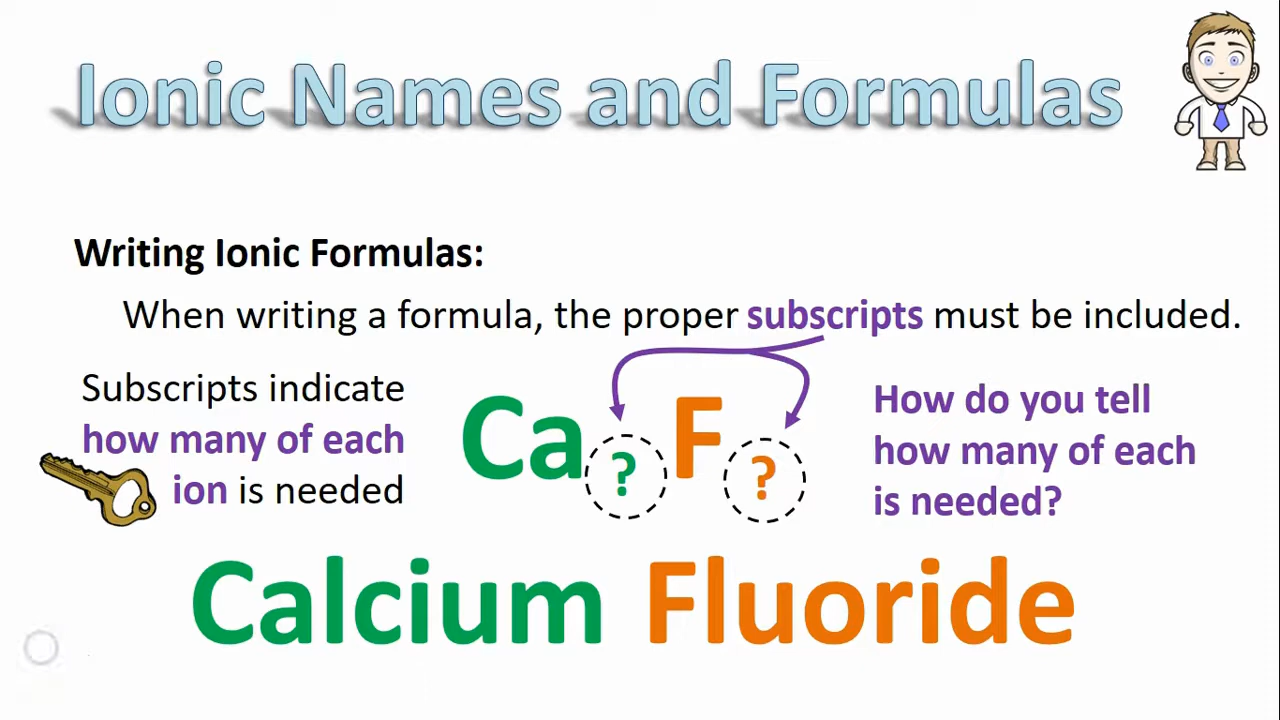 Ionic Names and Formulas
Writing Ionic Formulas:
When writing a formula, the proper subscripts must be included.
Subscripts indicate
how many of each
ion is needed
Ca ? F ?
How do you tell
how many of each
is needed?
Calcium Fluoride